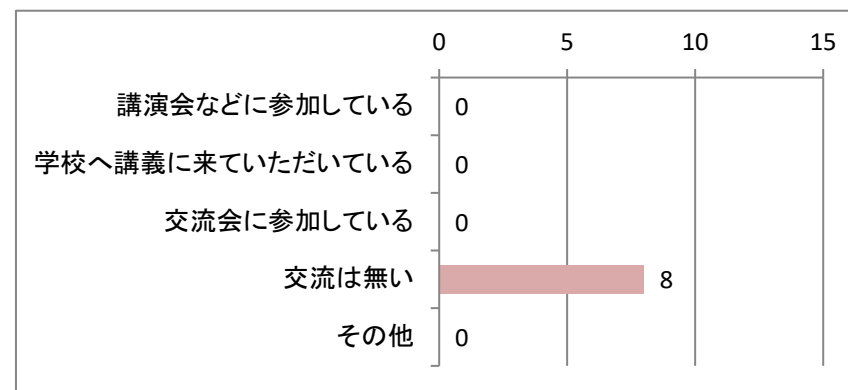 0 5 10 15
講演会などに参加している 0
学校へ講義に来ていただいている 0
交流会に参加している 0
交流は無い 8
その他 0